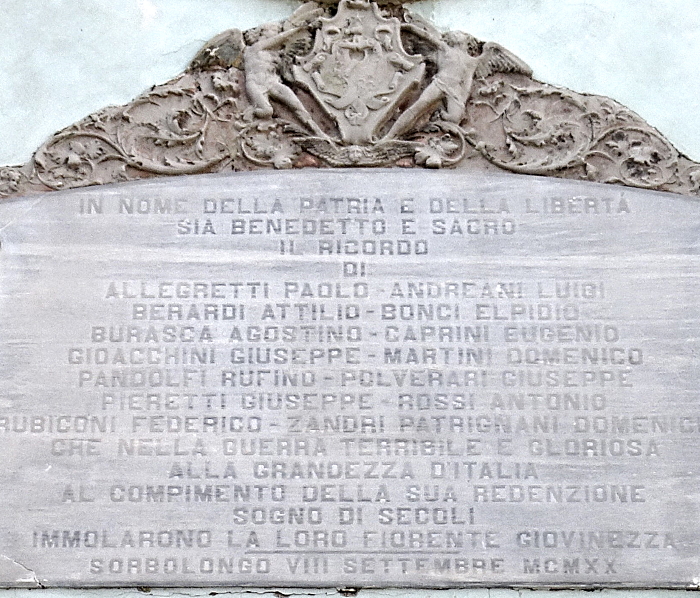 IN NOME DELLA PATRIA E DELLA LIBERTÀ
SIA BENEDETTO E SACRO
IL RICORDO
DI
ALLEGRETTI PAOLO - ANDREANI LUIGI
BERARDI ATTILIO - BONCI ELPIDIO
BURASCA AGOSTINO - CAPRINI EUGENIO
GIOACCHINI GIUSEPPE - MARTINI DOMENICO
PANDOLFI RUFINO - POLVERARI GIUSEPPE
PIERETTI GIUSEPPE - ROSSI ANTONIO
RUBICONI FEDERICO - ZANDRI PATRIGNANI DOMENIC
CHE NELLA GUERRA TERRIBILE E GLORIOSA
ALLA GRANDEZZA D'ITALIA
AL COMPIMENTO DELLA SUA REDENZIONE
SOGNO DI SECOLI
IMMOLARONO LA LORO FIORENTE GIOVINEZZA
SORBOLONGO VIII SETTEMBRE MCMXX